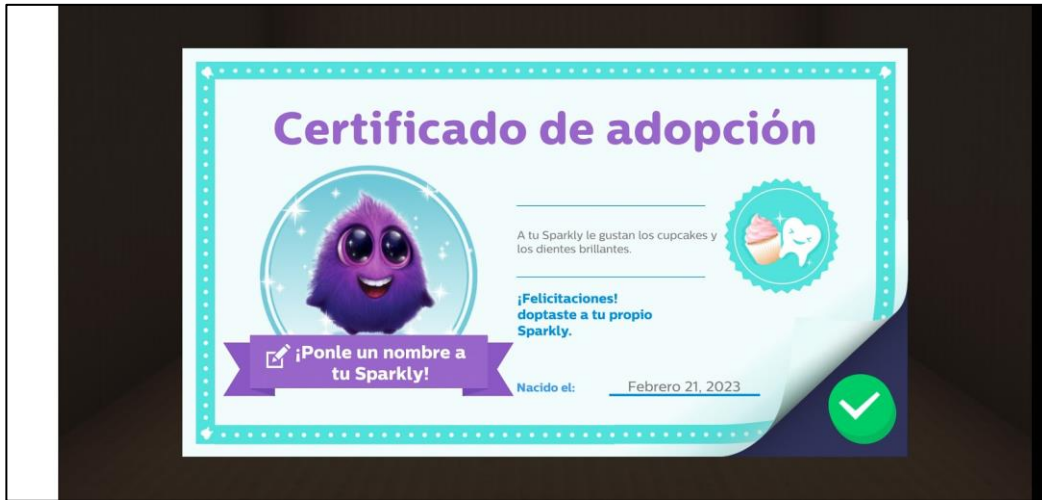 Certificado de adopción
A tu Sparkly le gustan los cupcakes y
los dientes brillantes.
¡Felicitaciones!
doptaste a tu propio
Sparkly.
¡Ponle un nombre a
tu Sparkly!
Nacido el: Febrero 21, 2023